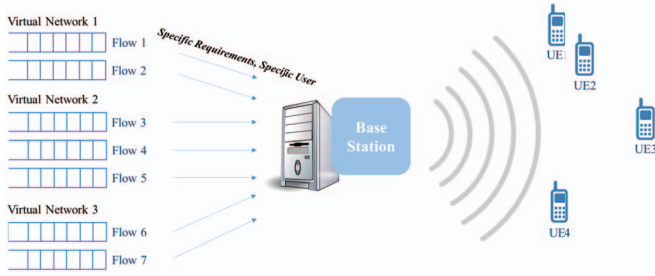 Virtual Network 1
Flow 1
Flow 2
Specific Requirements, Specific User
Virtual Network 2
Flow 3
Flow 4
Flow 5
Virtual Network 3
Flow 6
Flow 7
Base
Station
UE1
UE2
UE3
UE4